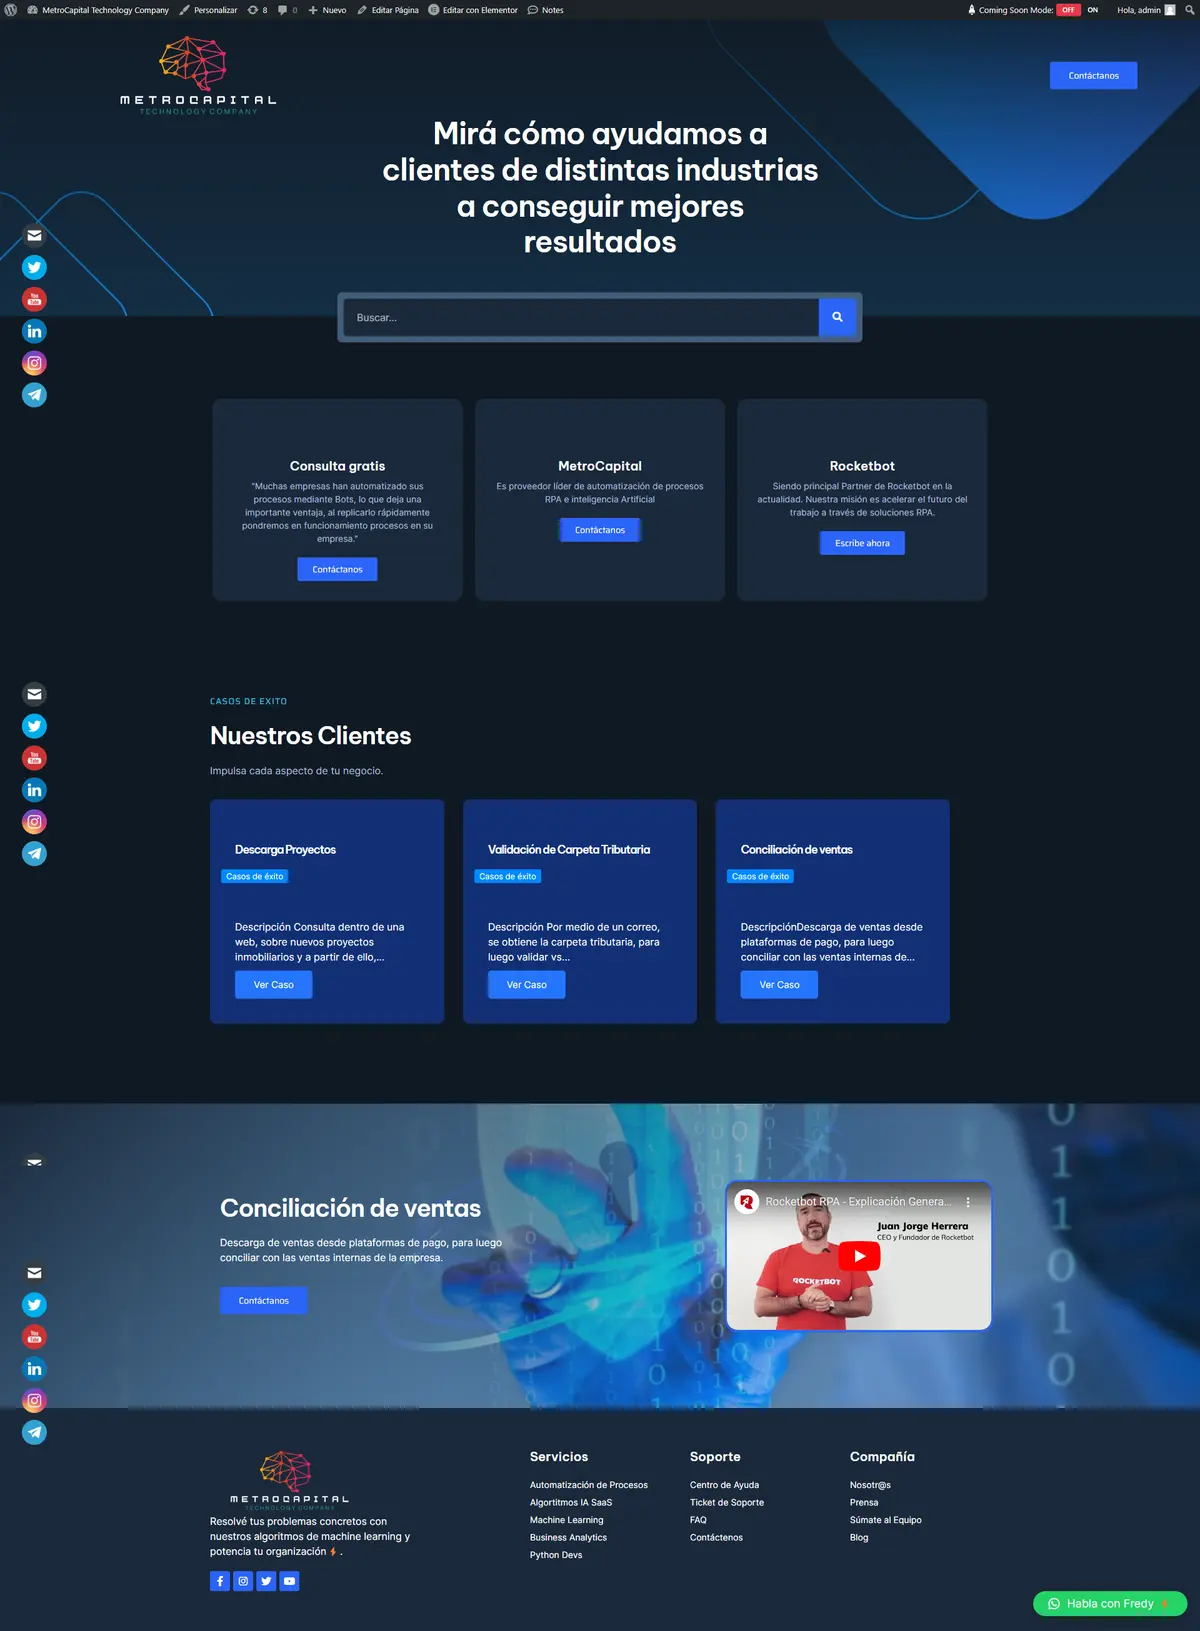 MetroCapital Technology Company Personalizar 8 0 Nuevo Editar Página Editar con Elementor Notes Coming Soon Mode: OFF ON Hola, admin
METROCAPITAL
TECHNOLOGY COMPANY
Contáctanos
Mirá cómo ayudamos a
clientes de distintas industrias
a conseguir mejores
resultados
Buscar...
Consulta gratis
"Muchas empresas han automatizado sus
procesos mediante Bots, lo que deja una
importante ventaja, al replicarlo rápidamente
pondremos en funcionamiento procesos en su
empresa."
Contáctanos
MetroCapital
Es proveedor líder de automatización de procesos
RPA e inteligencia Artificial
Contáctanos
Rocketbot
Siendo principal Partner de Rocketbot en la
actualidad. Nuestra misión es acelerar el futuro del
trabajo a través de soluciones RPA.
Escribe ahora
CASOS DE EXITO
Nuestros Clientes
Impulsa cada aspecto de tu negocio.
Descarga Proyectos
Casos de éxito
Descripción Consulta dentro de una
web, sobre nuevos proyectos
inmobiliarios y a partir de ello,...
Ver Caso
Validación de Carpeta Tributaria
Casos de éxito
Descripción Por medio de un correo,
se obtiene la carpeta tributaria, para
luego validar vs...
Ver Caso
Conciliación de ventas
Casos de éxito
DescripciónDescarga de ventas desde
plataformas de pago, para luego
conciliar con las ventas internas de...
Ver Caso
Conciliación de ventas
Descarga de ventas desde plataformas de pago, para luego
conciliar con las ventas internas de la empresa.
Contáctanos
Rocketbot RPA - Explicación Genera...
Juan Jorge Herrera
CEO y Fundador de Rocketbot
ROCKETBOT
METROCAPITAL
TECHNOLOGY COMPANY
Resolvé tus problemas concretos con
nuestros algoritmos de machine learning y
potencia tu organización ⚡.
Servicios
Automatización de Procesos
Algortitmos IA SaaS
Machine Learning
Business Analytics
Python Devs
Soporte
Centro de Ayuda
Ticket de Soporte
FAQ
Contáctenos
Compañía
Nosotr@s
Prensa
Súmate al Equipo
Blog
Habla con Fredy ⚡